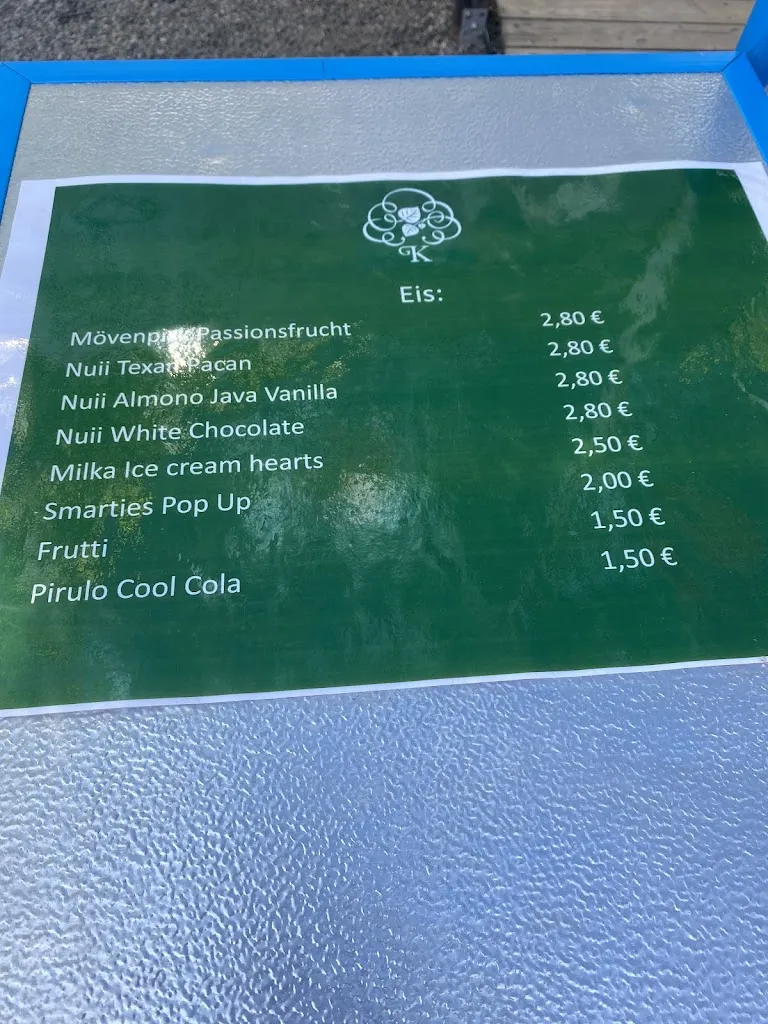 K
Eis:
Mövenpick Passionsfrucht 2,80 €
Nuii Texan Pacan 2,80 €
Nuii Almono Java Vanilla 2,80 €
Nuii White Chocolate 2,80 €
Milka Ice cream hearts 2,50 €
Smarties Pop Up 2,00 €
Frutti 1,50 €
Pirulo Cool Cola 1,50 €